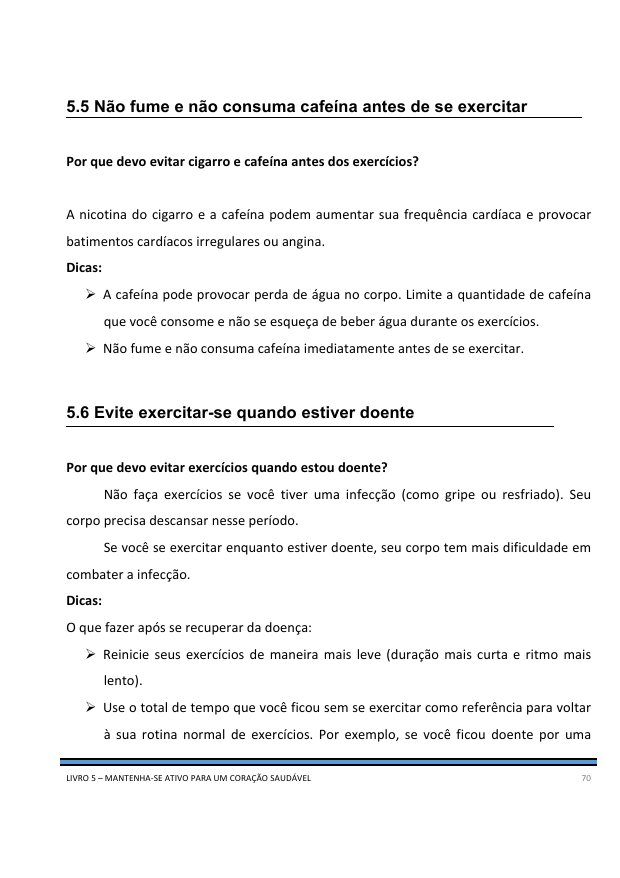 5.5 Não fume e não consuma cafeína antes de se exercitar
Por que devo evitar cigarro e cafeína antes dos exercícios?
A nicotina do cigarro e a cafeína podem aumentar sua frequência cardíaca e provocar
batimentos cardíacos irregulares ou angina.
Dicas:
➢ A cafeína pode provocar perda de água no corpo. Limite a quantidade de cafeína
que você consome e não se esqueça de beber água durante os exercícios.
➢ Não fume e não consuma cafeína imediatamente antes de se exercitar.
5.6 Evite exercitar-se quando estiver doente
Por que devo evitar exercícios quando estou doente?
Não faça exercícios se você tiver uma infecção (como gripe ou resfriado). Seu
corpo precisa descansar nesse período.
Se você se exercitar enquanto estiver doente, seu corpo tem mais dificuldade em
combater a infecção.
Dicas:
O que fazer após se recuperar da doença:
➢ Reinicie seus exercícios de maneira mais leve (duração mais curta e ritmo mais
lento).
➢ Use o total de tempo que você ficou sem se exercitar como referência para voltar
à sua rotina normal de exercícios. Por exemplo, se você ficou doente por uma
LIVRO 5 – MANTENHA-SE ATIVO PARA UM CORAÇÃO SAUDÁVEL 70